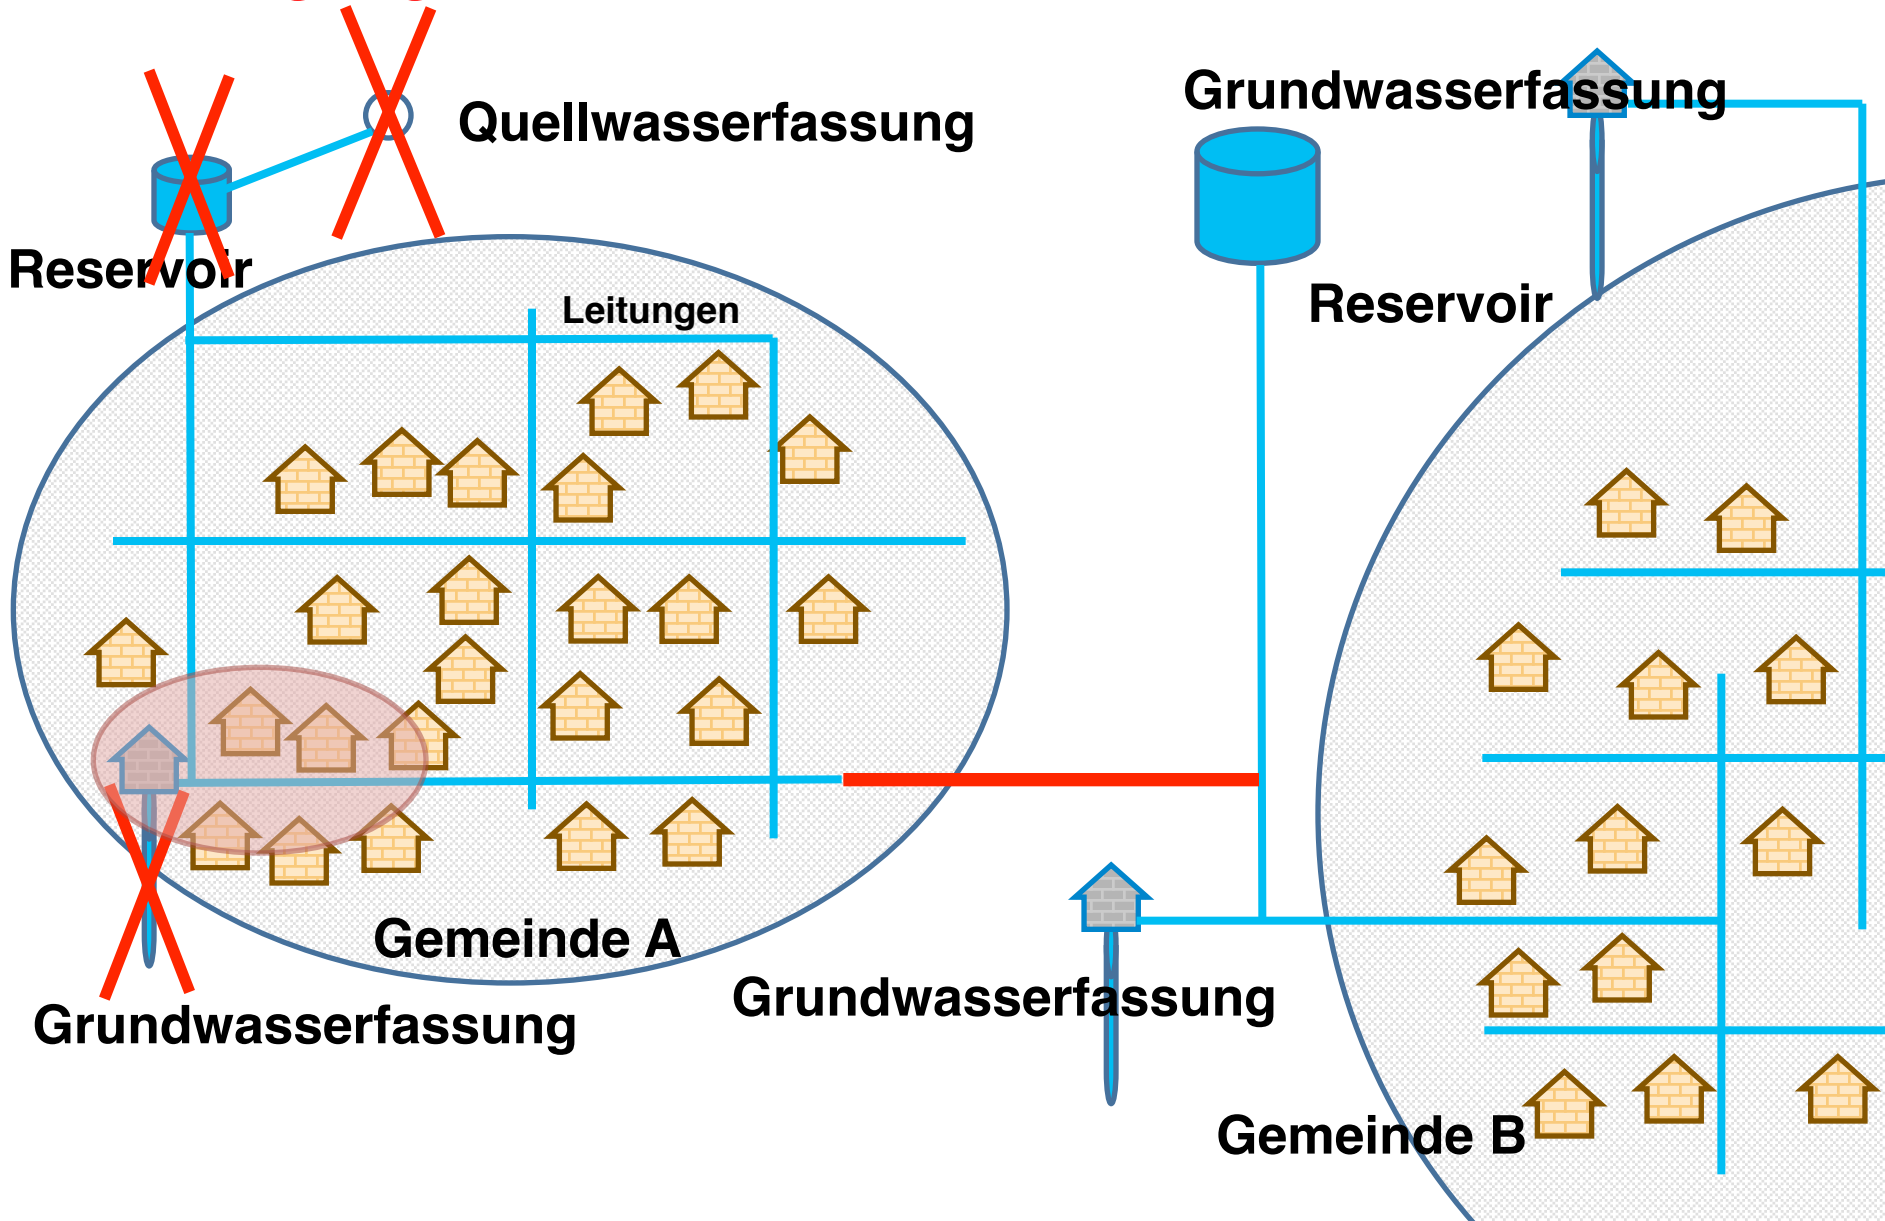 Grundwasserfassung
Quellwasserfassung
Reservoir
Reservoir
Leitungen
Gemeinde A
Grundwasserfassung
Grundwasserfassung
Gemeinde B